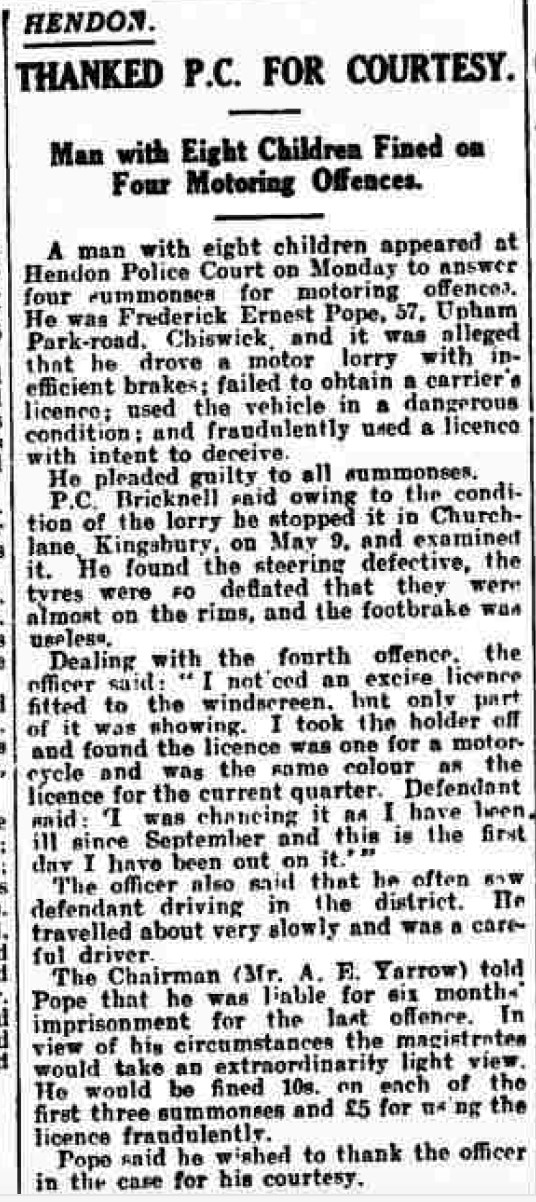 HENDON.
THANKED P.C. FOR COURTESY.
Man with Eight Children Fined on
Four Motoring Offences.
A man with eight children appeared at
Hendon Police Court on Monday to answer
four summonses for motoring offences.
He was Frederick Ernest Pope, 57, Upham
Park-road, Chiswick, and it was alleged
that he drove a motor lorry with in-
efficient brakes; failed to obtain a carrier's
licence; used the vehicle in a dangerous
condition; and fraudulently used a licence
with intent to deceive.
He pleaded guilty to all summonses.
P.C. Bricknell said owing to the condi-
tion of the lorry he stopped it in Church-
lane, Kingsbury, on May 9, and examined
it. He found the steering defective, the
tyres were so deflated that they were
almost on the rims, and the footbrake was
useless.
Dealing with the fourth offence, the
officer said: "I noticed an excise licence
fitted to the windscreen, but only part
of it was showing. I took the holder off
and found the licence was one for a motor-
cycle and was the same colour as the
licence for the current quarter. Defendant
said: 'I was chancing it as I have been
ill since September and this is the first
day I have been out on it.'"
The officer also said that he often saw
defendant driving in the district. He
travelled about very slowly and was a care-
ful driver.
The Chairman (Mr. A. E. Yarrow) told
Pope that he was liable for six months'
imprisonment for the last offence. In
view of his circumstances the magistrates
would take an extraordinarity light view.
He would be fined 10s. on each of the
first three summonses and £5 for using the
licence fraudulently.
Pope said he wished to thank the officer
in the case for his courtesy.